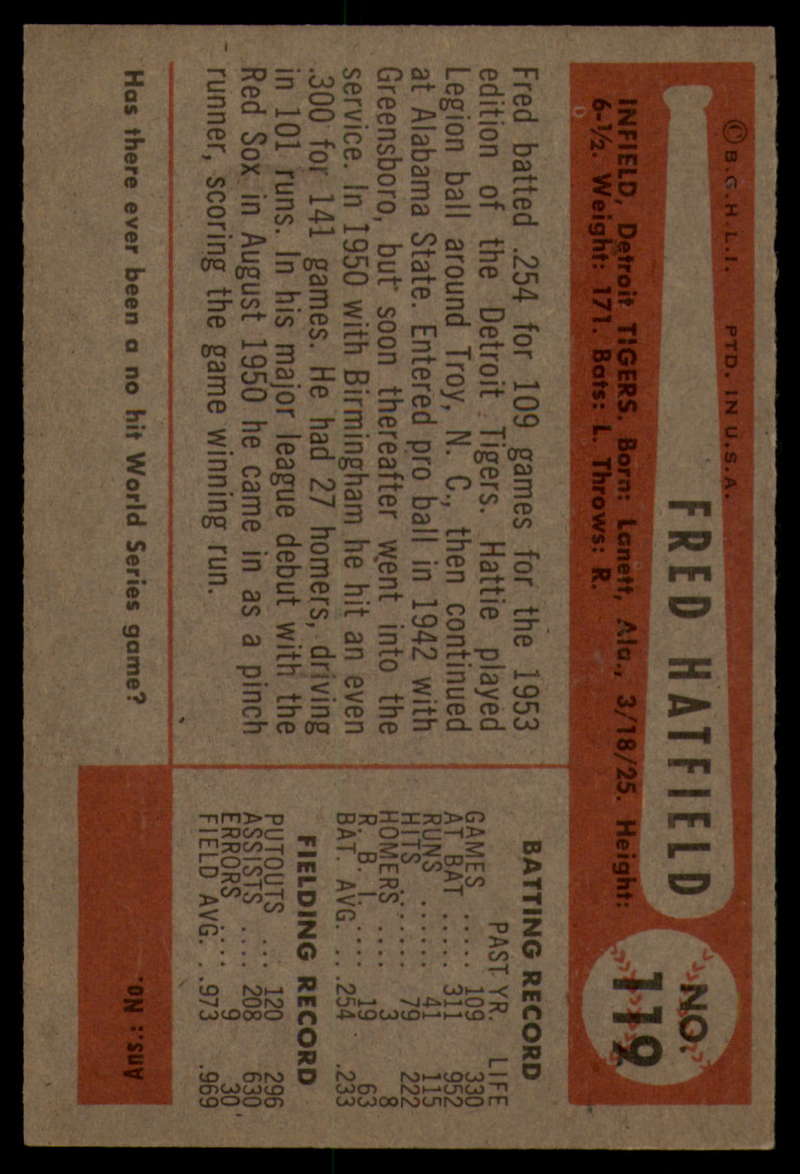 © B.G.H.L.I. PTD. IN U.S.A.
FRED HATFIELD
NO. 119
INFIELD, Detroit TIGERS. Born: Lanett, Ala., 3/18/25. Height:
6-½. Weight: 171. Bats: L. Throws: R.
Fred batted .254 for 109 games for the 1953
edition of the Detroit Tigers. Hattie played
Legion ball around Troy, N. C., then continued
at Alabama State. Entered pro ball in 1942 with
Greensboro, but soon thereafter went into the
service. In 1950 with Birmingham he hit an even
.300 for 141 games. He had 27 homers, driving
in 101 runs. In his major league debut with the
Red Sox in August 1950 he came in as a pinch
runner, scoring the game winning run.
BATTING RECORD
PAST YR. LIFE
GAMES ..... 109 330
AT BAT ..... 311 952
RUNS ...... 41 115
HITS ...... 79 222
HOMERS ..... 3 8
R. B. I. ..... 19 63
BAT. AVG. ... .254 .233
FIELDING RECORD
PUTOUTS ... 120 296
ASSISTS .... 208 630
ERRORS .... 9 30
FIELD AVG. . .973 .969
Has there ever been a no hit World Series game?
Ans.: No.